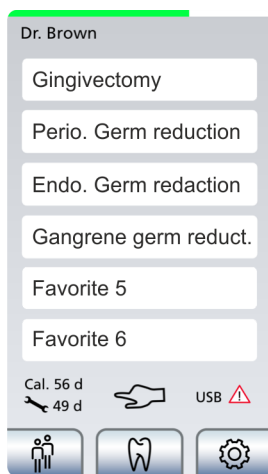 Dr. Brown
Gingivectomy
Perio. Germ reduction
Endo. Germ redaction
Gangrene germ reduct.
Favorite 5
Favorite 6
Cal. 56 d
49 d
USB